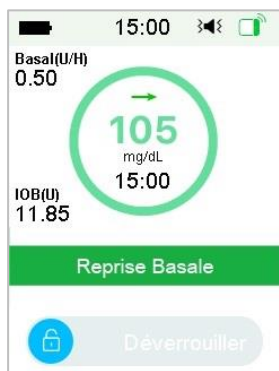 15:00
Basal(U/H)
0.50
105
mg/dL
15:00
IOB(U)
11.85
Reprise Basale
Déverrouiller